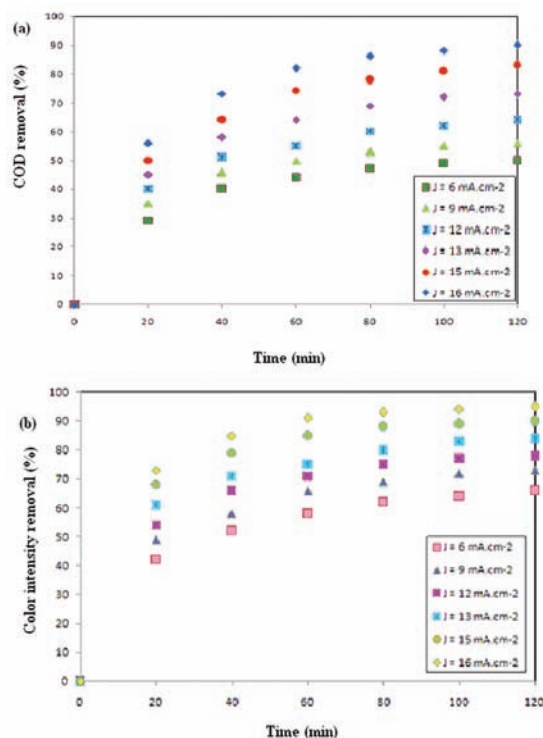 (a)
COD removal (%)
100
90
80
70
60
50
40
30
20
10
0
J = 6 mA.cm-2
J = 9 mA.cm-2
J = 12 mA.cm-2
J = 13 mA.cm-2
J = 15 mA.cm-2
J = 16 mA.cm-2
0 20 40 60 80 100 120
Time (min)
(b)
Color intensity removal (%)
100
90
80
70
60
50
40
30
20
10
0
J = 6 mA.cm-2
J = 9 mA.cm-2
J = 12 mA.cm-2
J = 13 mA.cm-2
J = 15 mA.cm-2
J = 16 mA.cm-2
0 20 40 60 80 100 120
Time (min)